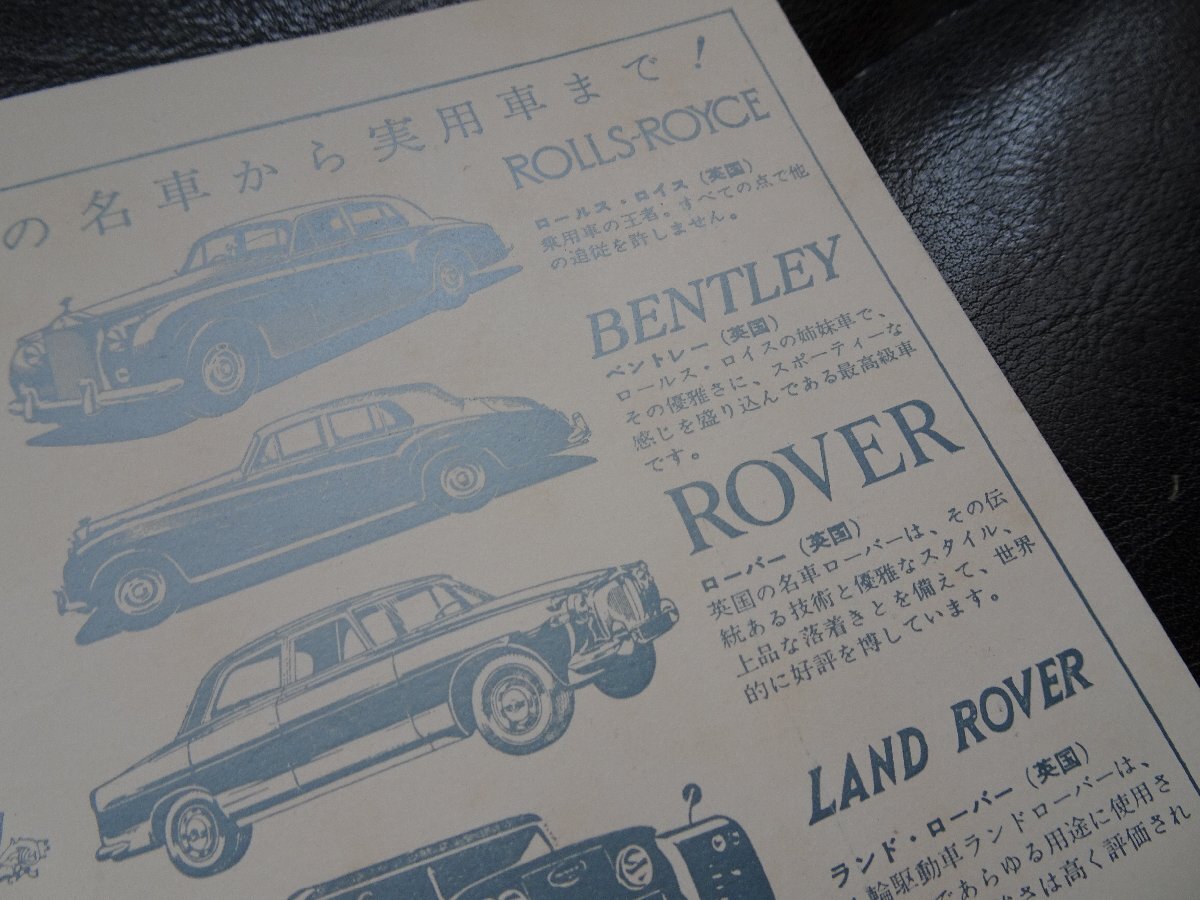 の名車から実用車まで!
ROLLS-ROYCE
ロールス・ロイス (英国)
乗用車の王者。すべての点で他
の追従を許しません。
BENTLEY
ベントレー (英国)
ロールス・ロイスの姉妹車で、
その優雅さに、スポーティーな
感じを盛り込んである最高級車
です。
ROVER
ローバー (英国)
英国の名車ローバーは、その伝
統ある技術と優雅なスタイル、
上品な落着きとを備えて、世界
的に好評を博しています。
LAND ROVER
ランド・ローバー (英国)
輪駆動車ランドローバーは、
であらゆる用途に使用さ
さは高く評価され